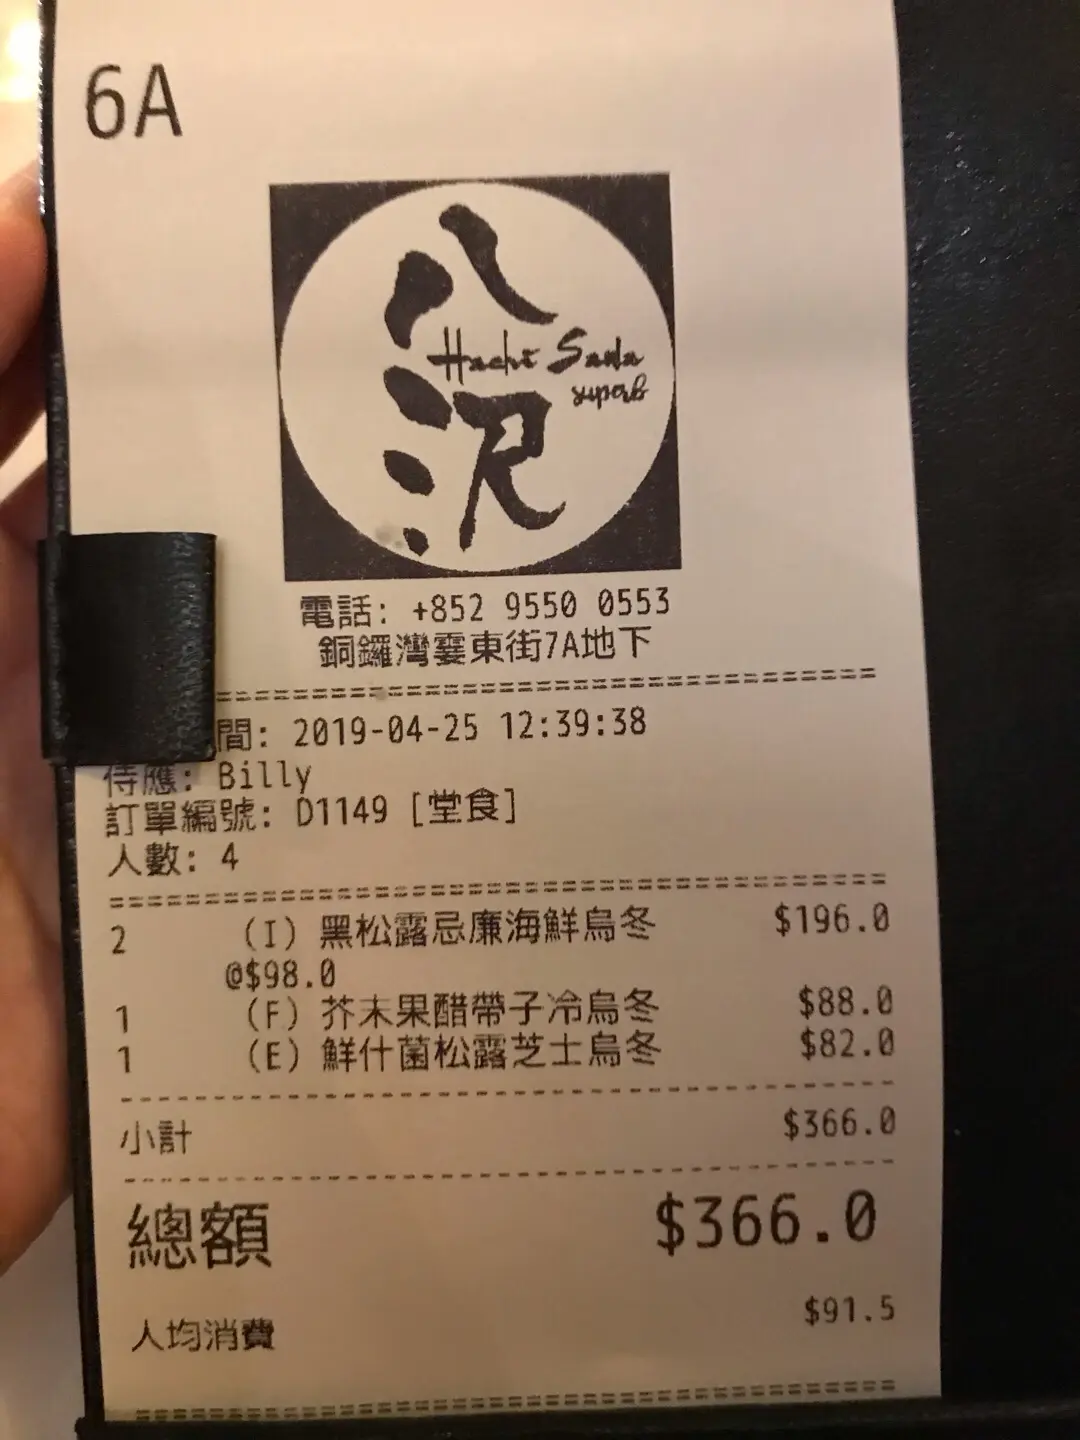 6A
八沢
Hachi Sawa
superb
電話: +852 9550 0553
銅鑼灣霎東街7A地下
間: 2019-04-25 12:39:38
侍應: Billy
訂單編號: D1149 [堂食]
人數: 4
2 (I) 黑松露忌廉海鮮烏冬 $196.0
@$98.0
1 (F) 芥末果醋帶子冷烏冬 $88.0
1 (E) 鮮什菌松露芝士烏冬 $82.0
小計 $366.0
總額 $366.0
人均消費 $91.5